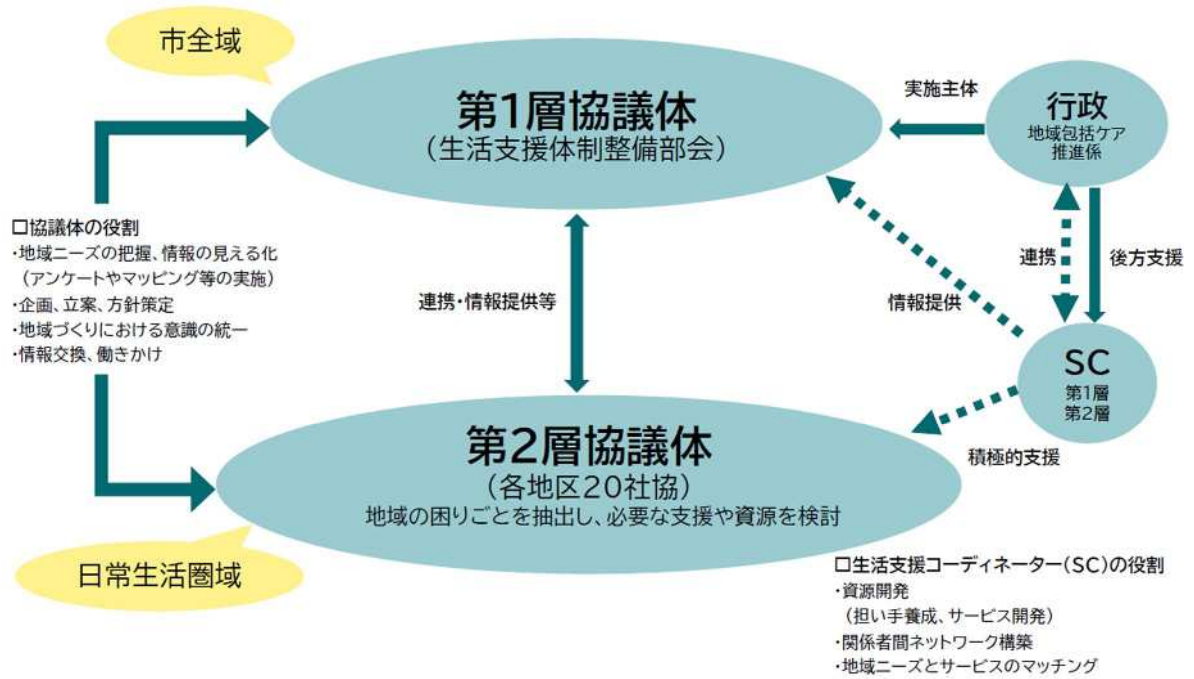 市全域
第1層協議体
(生活支援体制整備部会)
実施主体
行政
地域包括ケア
推進係
□協議体の役割
・地域ニーズの把握、情報の見える化
(アンケートやマッピング等の実施)
・企画、立案、方針策定
・地域づくりにおける意識の統一
・情報交換、働きかけ
連携・情報提供等
情報提供
連携
後方支援
SC
第1層
第2層
積極的支援
第2層協議体
(各地区20社協)
地域の困りごとを抽出し、必要な支援や資源を検討
日常生活圏域
□生活支援コーディネーター(SC)の役割
・資源開発
(担い手養成、サービス開発)
・関係者間ネットワーク構築
・地域ニーズとサービスのマッチング